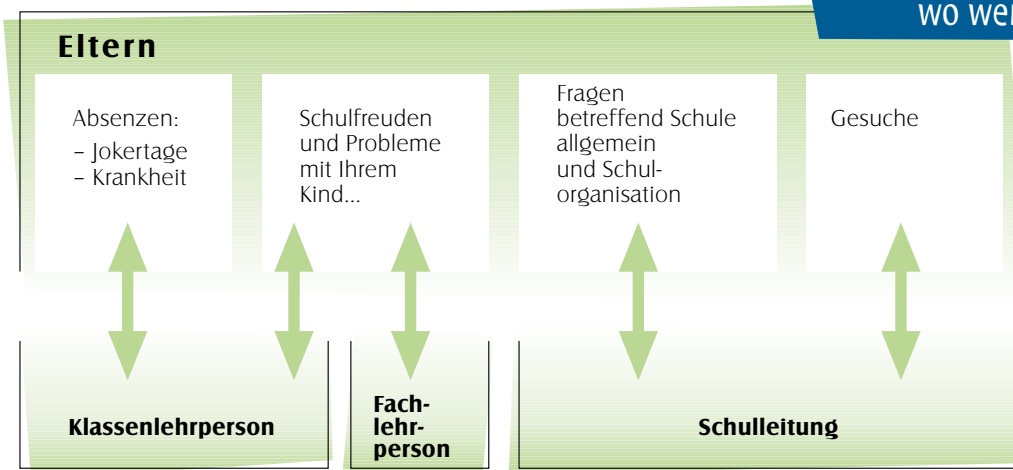 wo wer
Eltern
Absenzen:
– Jokertage
– Krankheit
Schulfreuden
und Probleme
mit Ihrem
Kind...
Fragen
betreffend Schule
allgemein
und Schul-
organisation
Gesuche
Klassenlehrperson
Fach-
lehr-
person
Schulleitung